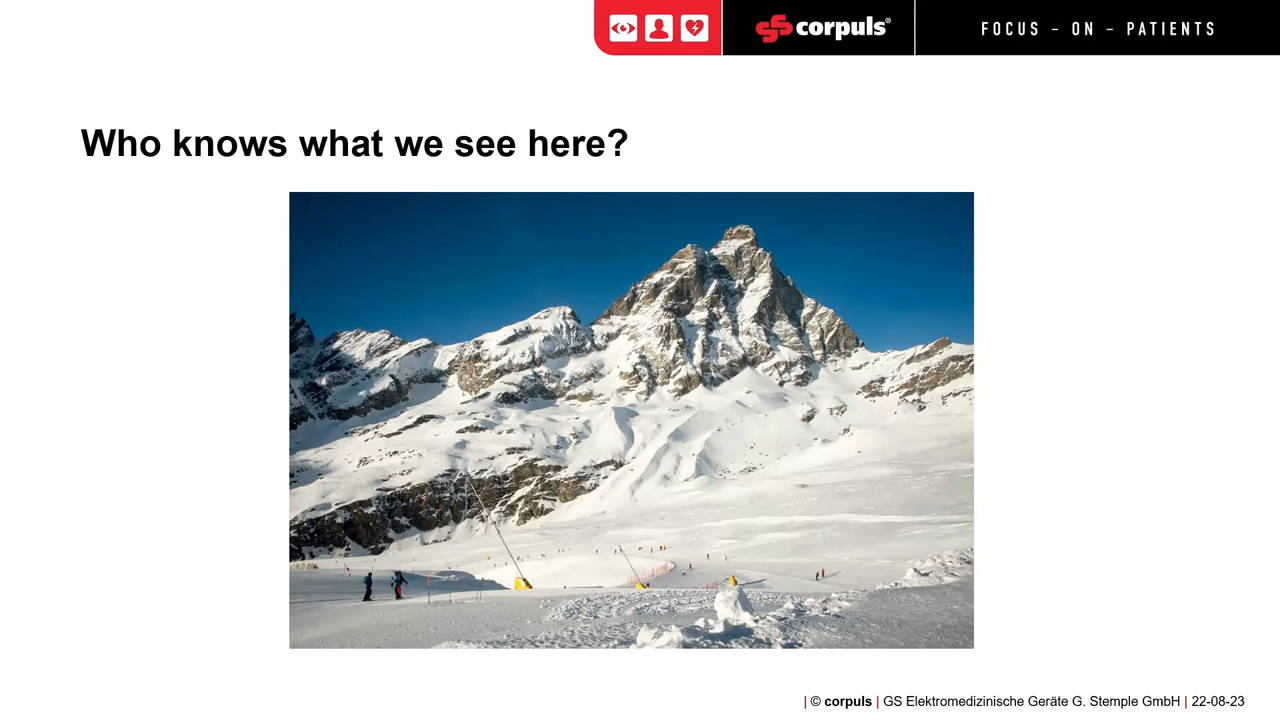 corpuls®
FOCUS – ON – PATIENTS
Who knows what we see here?
| © corpuls | GS Elektromedizinische Geräte G. Stemple GmbH | 22-08-23